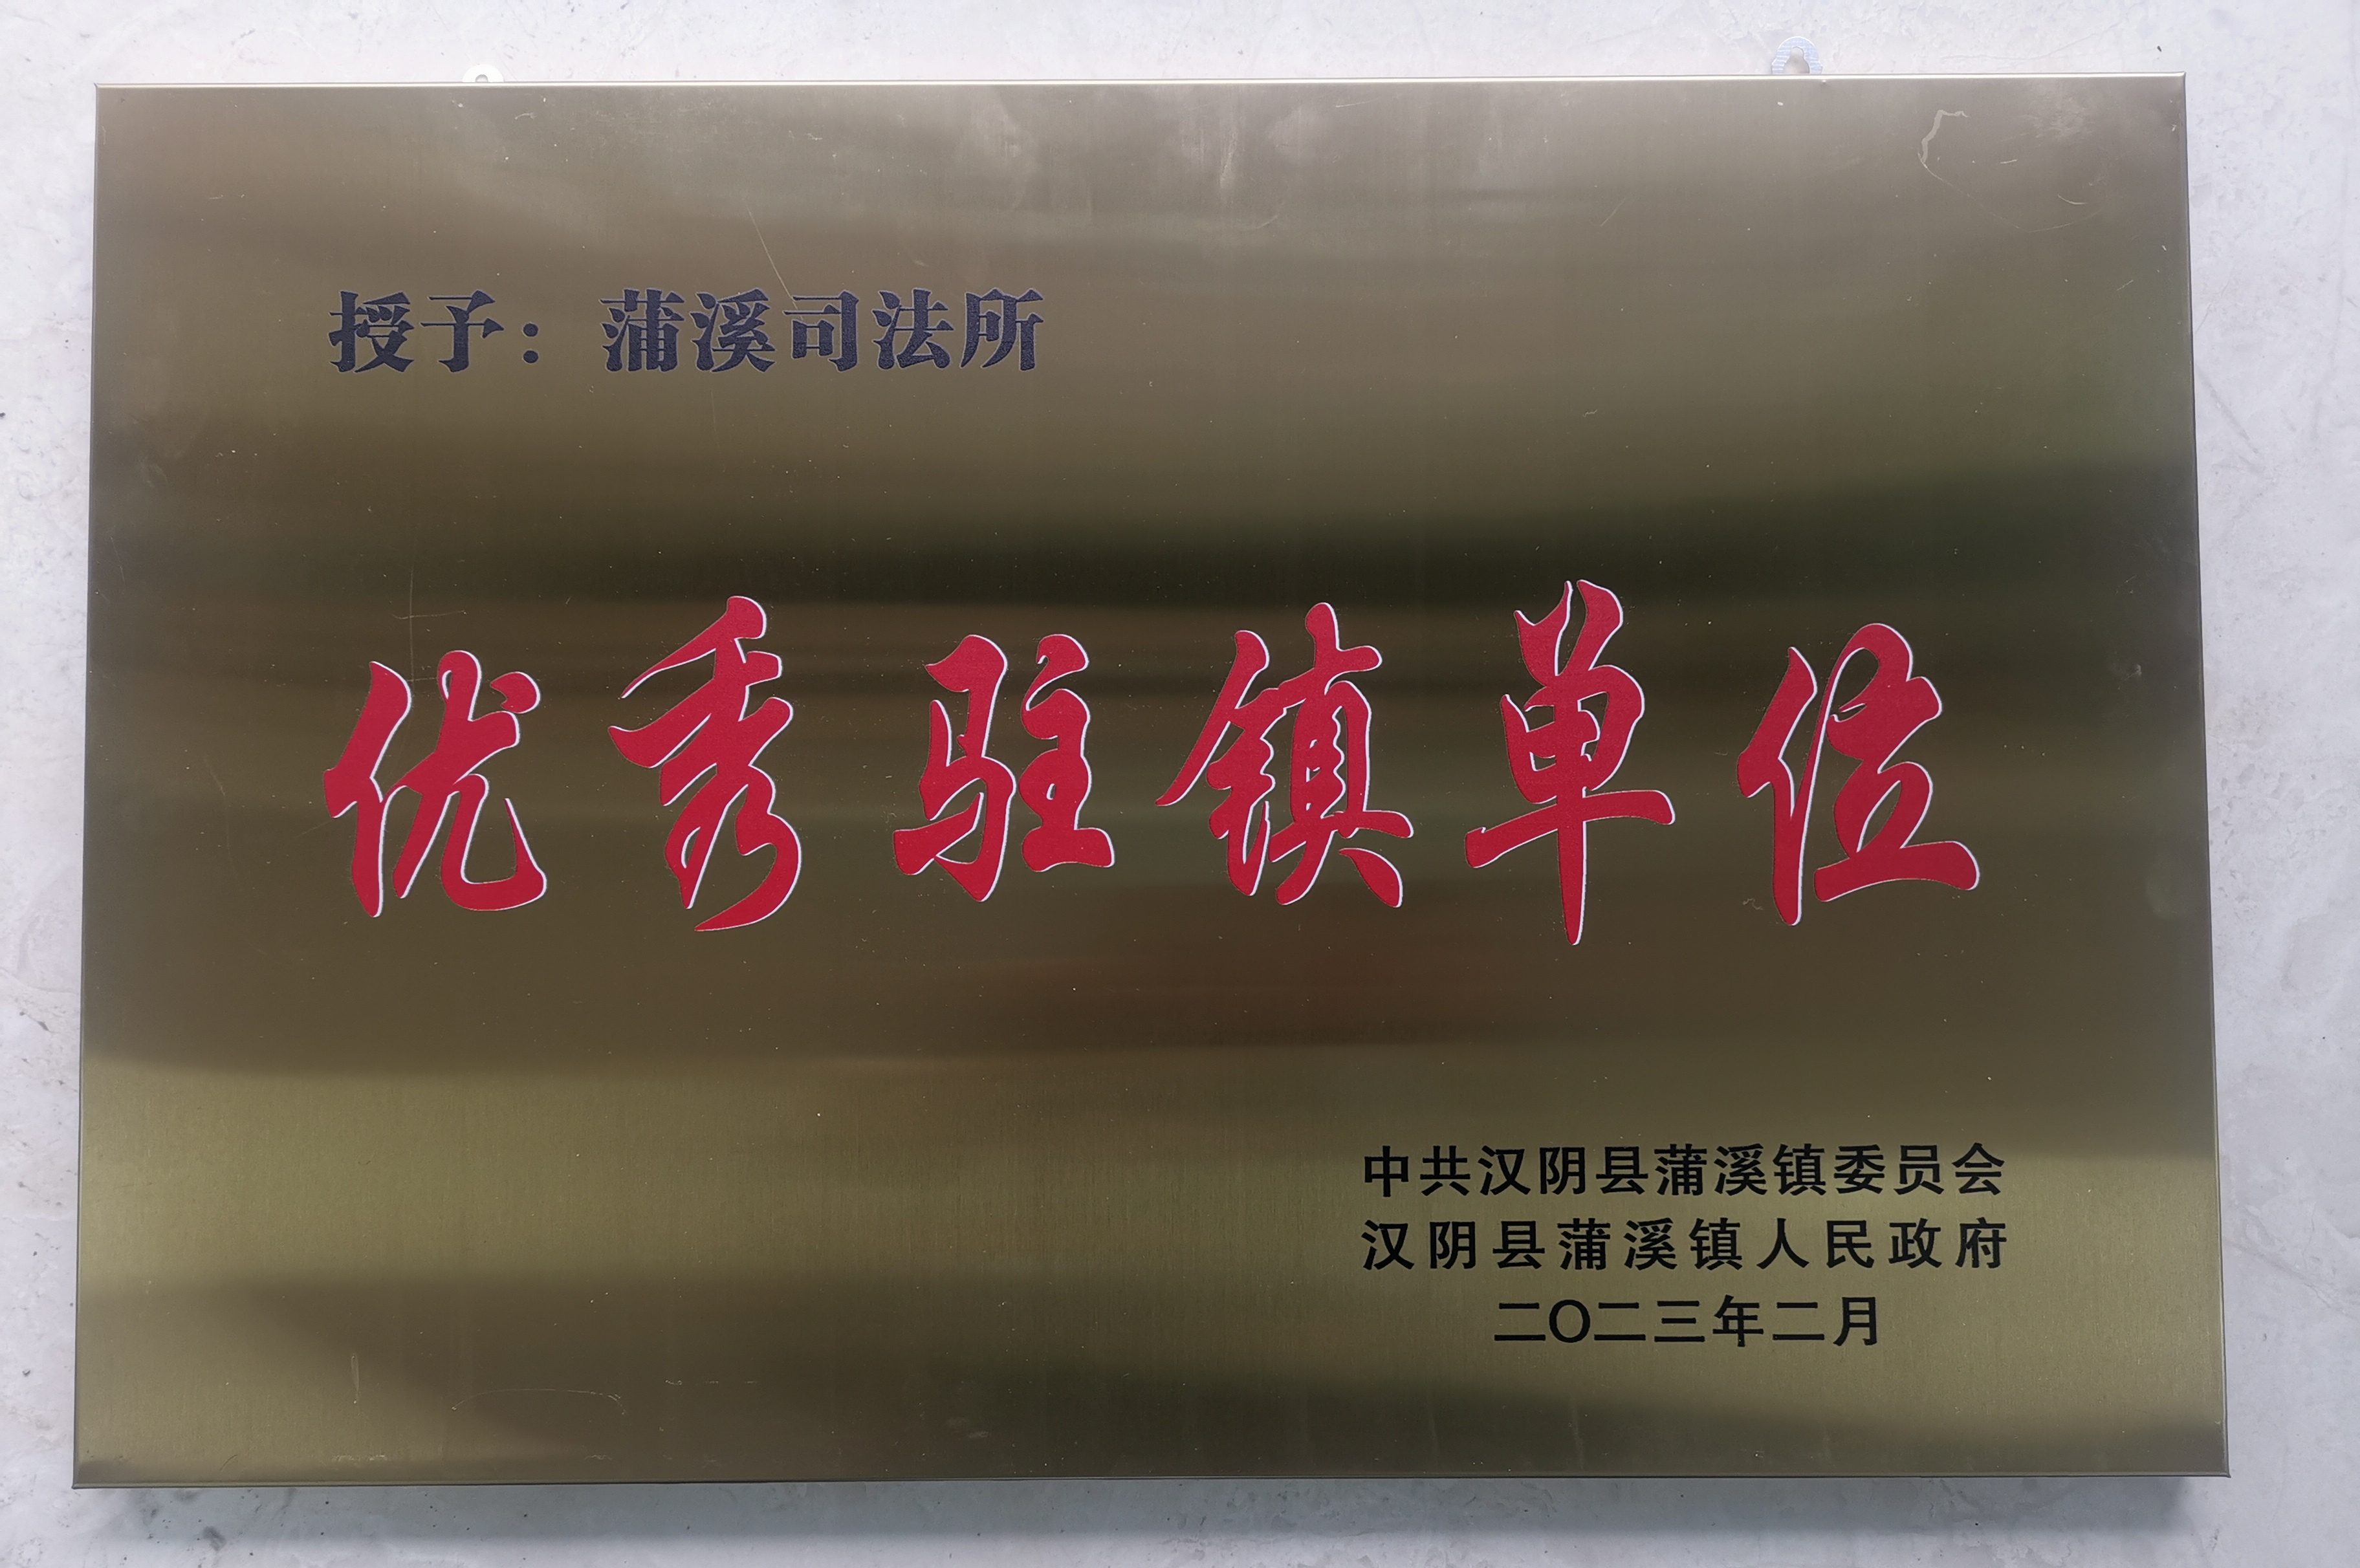 授予：蒲溪司法所
优秀驻镇单位
中共汉阴县蒲溪镇委员会
汉阴县蒲溪镇人民政府
二〇二三年二月